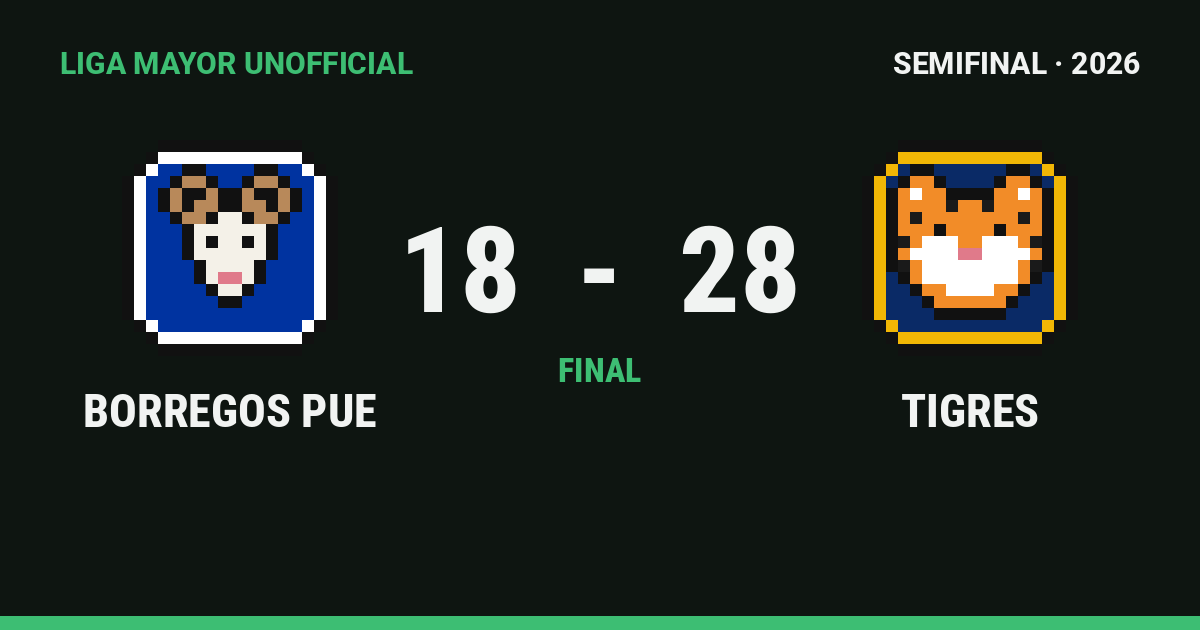 LIGA MAYOR UNOFFICIAL
SEMIFINAL · 2026
18 - 28
FINAL
BORREGOS PUE
TIGRES